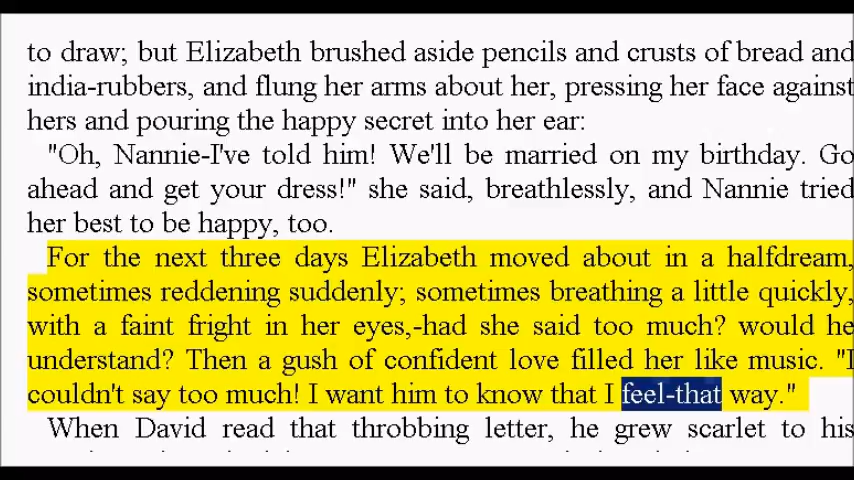 to draw; but Elizabeth brushed aside pencils and crusts of bread and
india-rubbers, and flung her arms about her, pressing her face against
hers and pouring the happy secret into her ear:
"Oh, Nannie-I've told him! We'll be married on my birthday. Go
ahead and get your dress!" she said, breathlessly, and Nannie tried
her best to be happy, too.
For the next three days Elizabeth moved about in a halfdream,
sometimes reddening suddenly; sometimes breathing a little quickly,
with a faint fright in her eyes,-had she said too much? would he
understand? Then a gush of confident love filled her like music. "I
couldn't say too much! I want him to know that I feel-that way."
When David read that throbbing letter, he grew scarlet to his